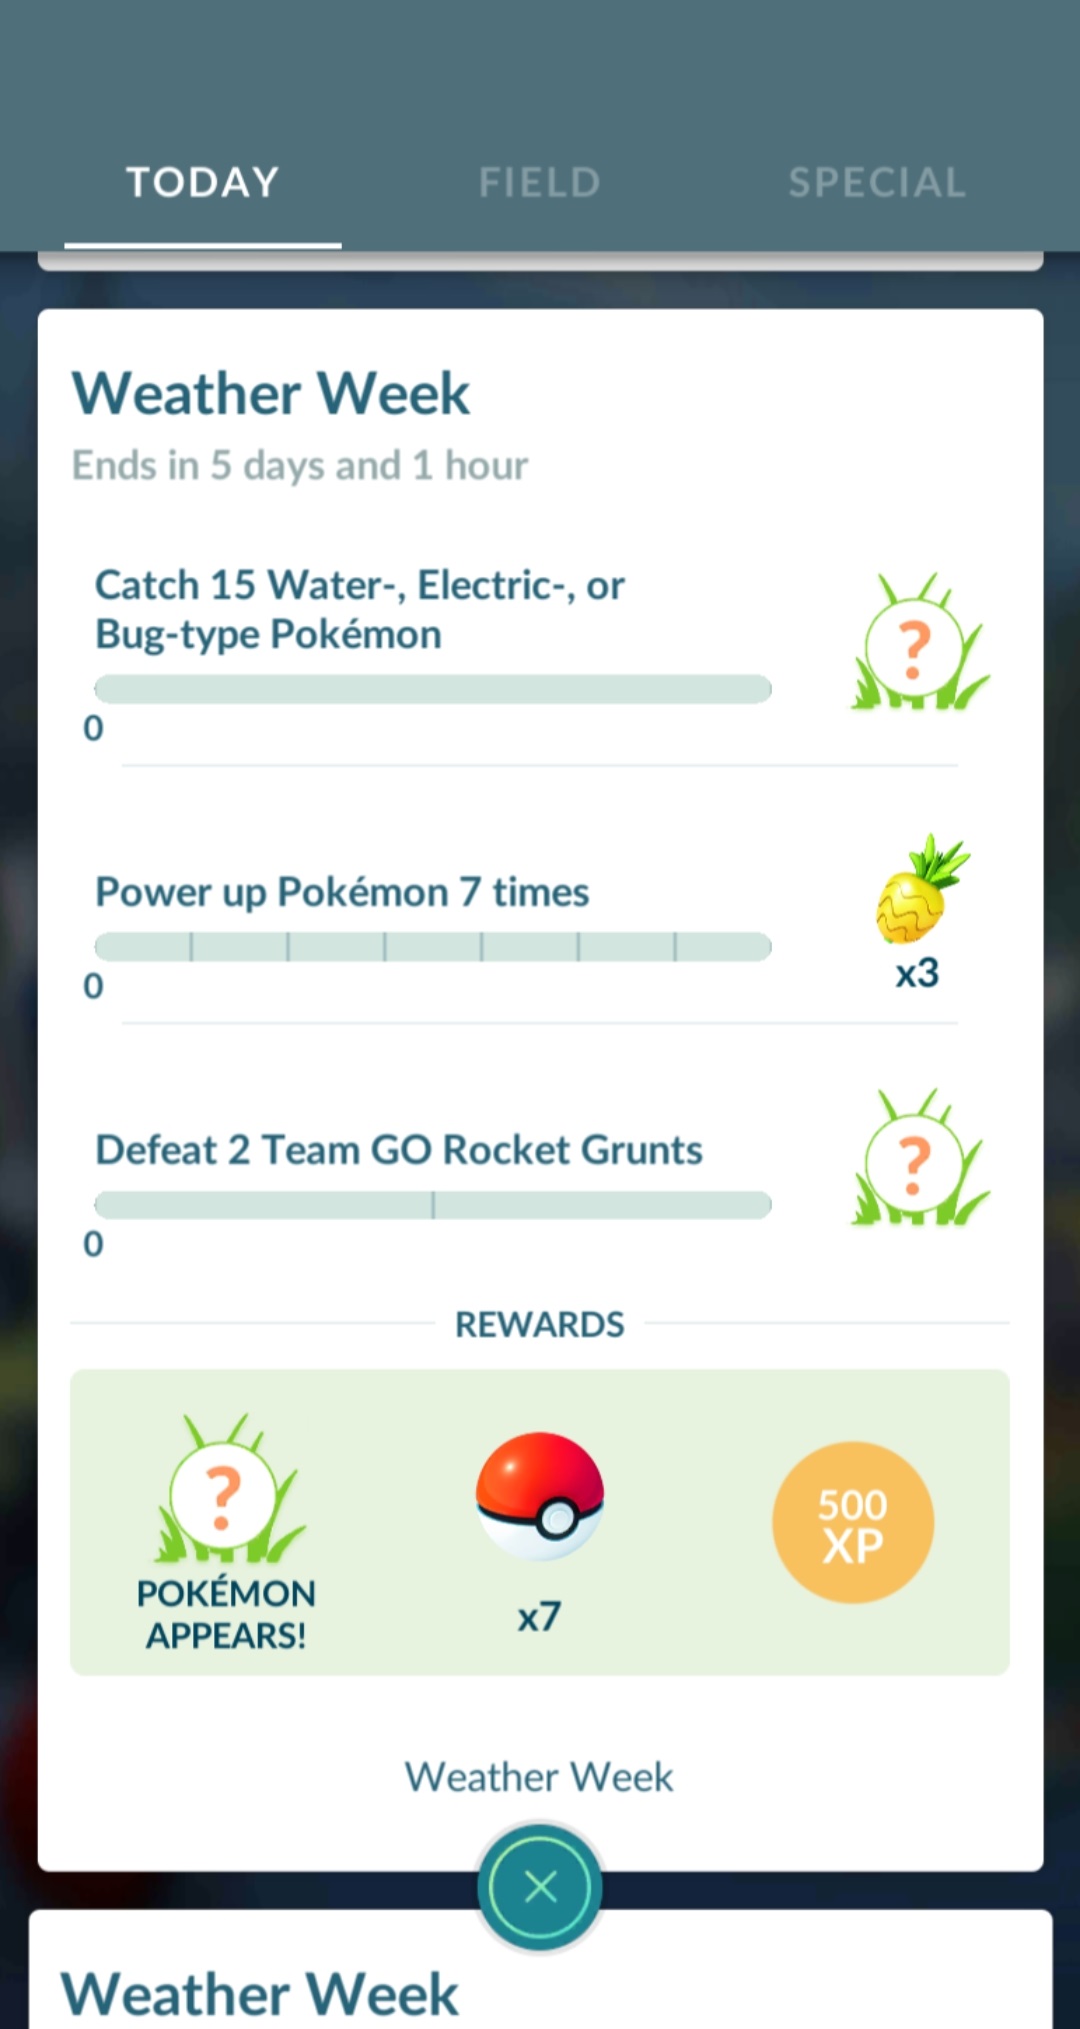 TODAY
FIELD
SPECIAL
Weather Week
Ends in 5 days and 1 hour
Catch 15 Water-, Electric-, or
Bug-type Pokémon
?
0
Power up Pokémon 7 times
0
x3
Defeat 2 Team GO Rocket Grunts
?
0
REWARDS
?
POKÉMON
APPEARS!
x7
500
XP
Weather Week
Weather Week